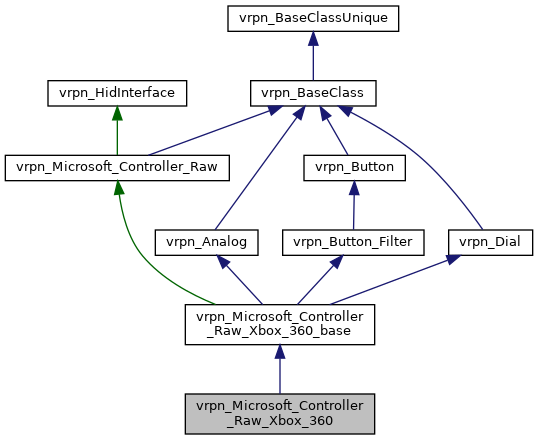 vrpn_BaseClassUnique
vrpn_HidInterface
vrpn_BaseClass
vrpn_Microsoft_Controller_Raw
vrpn_Button
vrpn_Analog
vrpn_Button_Filter
vrpn_Dial
vrpn_Microsoft_Controller
_Raw_Xbox_360_base
vrpn_Microsoft_Controller
_Raw_Xbox_360